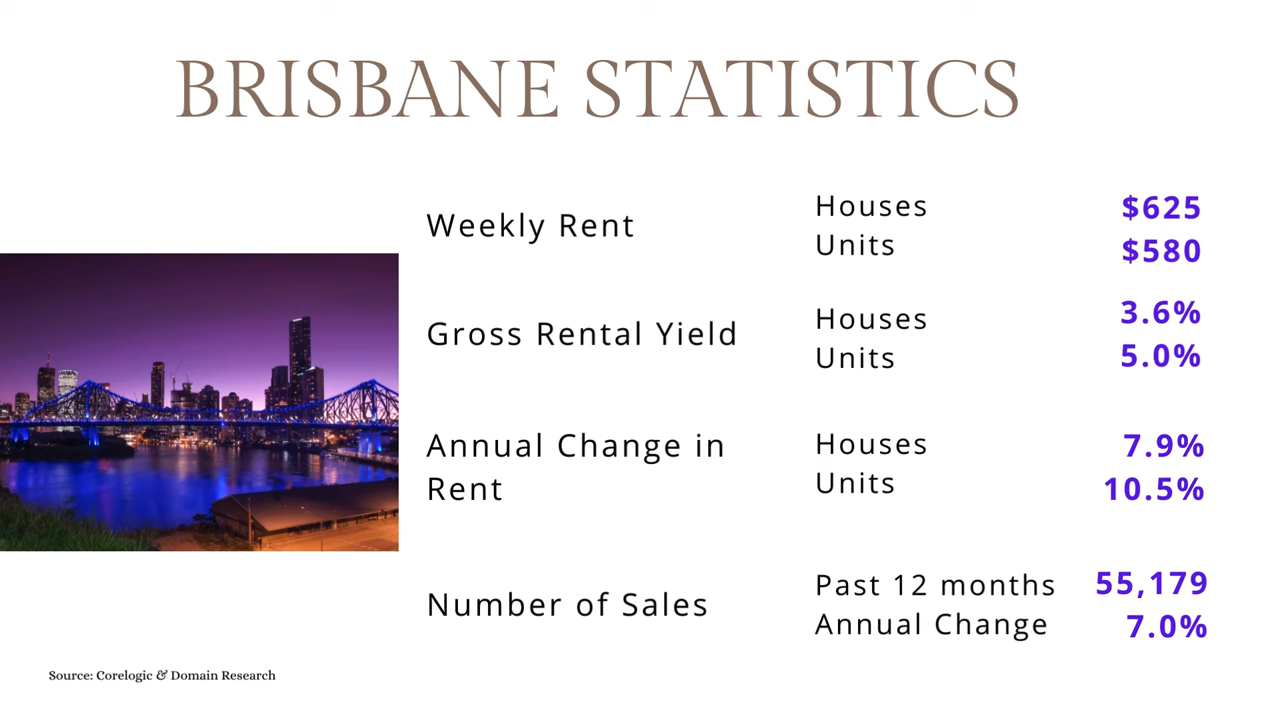 BRISBANE STATISTICS
Weekly Rent
Houses $625
Units $580
Gross Rental Yield
Houses 3.6%
Units 5.0%
Annual Change in
Rent
Houses 7.9%
Units 10.5%
Number of Sales
Past 12 months 55,179
Annual Change 7.0%
Source: Corelogic & Domain Research